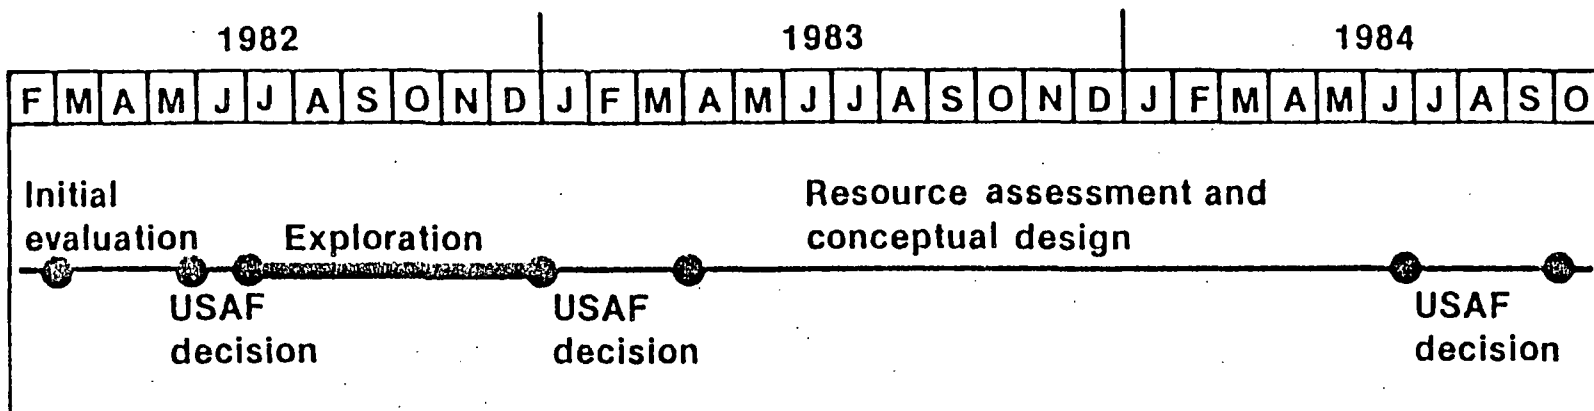 1982 1983 1984
F M A M J J A S O N D J F M A M J J A S O N D J F M A M J J A S O
Initial
evaluation
Exploration
Resource assessment and
conceptual design
USAF
decision
USAF
decision
USAF
decision